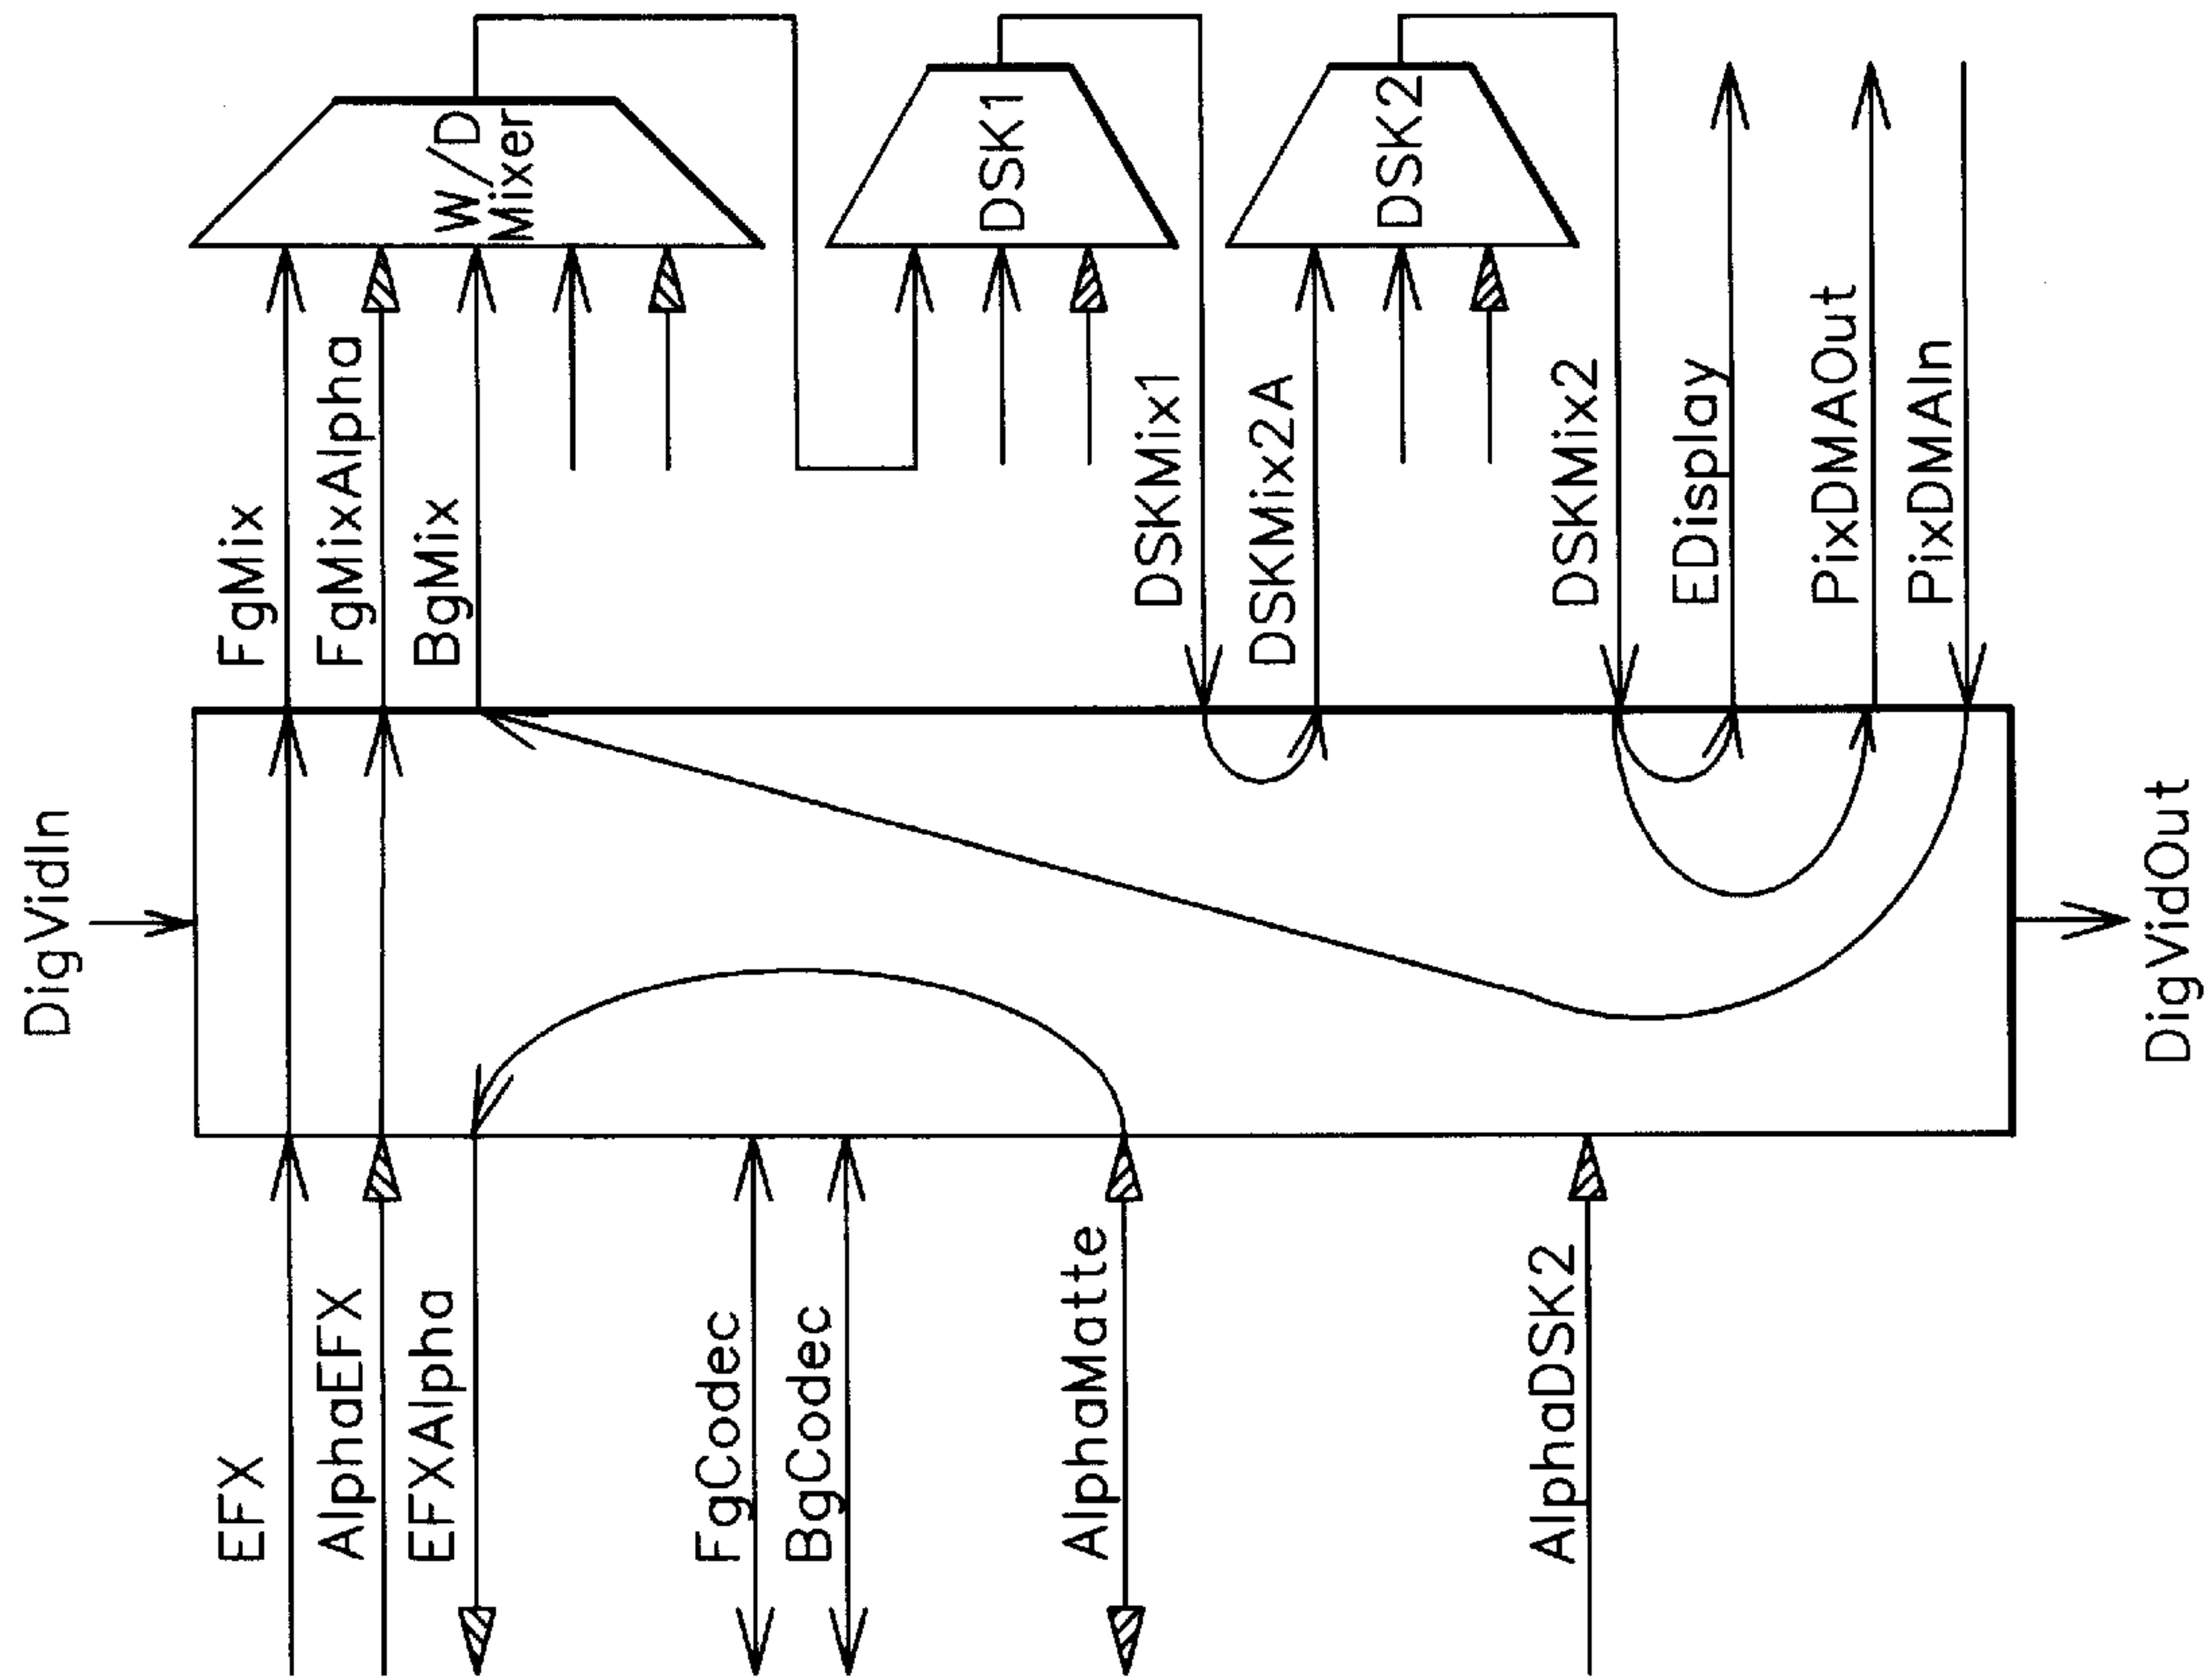 DigVidIn
EFX
AlphaEFX
EFXAlpha
FgCodec
BgCodec
AlphaMatte
AlphaDSK2
FgMix
FgMixAlpha
BgMix
DSKMix1
DSKMix2A
DSKMix2
EDisplay
PixDMAOut
PixDMAIn
W/D
Mixer
DSK1
DSK2
DigVidOut